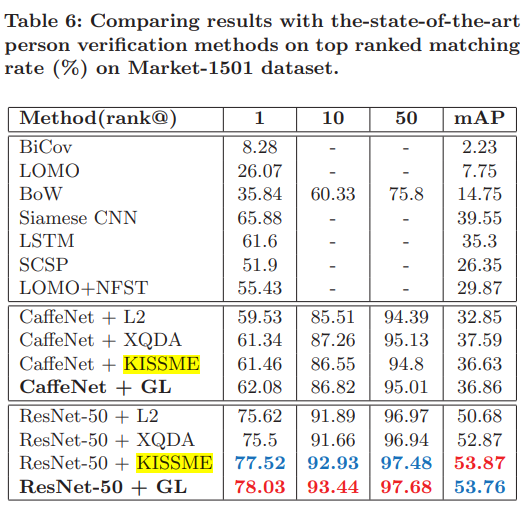 Table 6: Comparing results with the-state-of-the-art
person verification methods on top ranked matching
rate (%) on Market-1501 dataset.
Method(rank@) 1 10 50 mAP
BiCov 8.28 - - 2.23
LOMO 26.07 - - 7.75
BoW 35.84 60.33 75.8 14.75
Siamese CNN 65.88 - - 39.55
LSTM 61.6 - - 35.3
SCSP 51.9 - - 26.35
LOMO+NFST 55.43 - - 29.87
CaffeNet + L2 59.53 85.51 94.39 32.85
CaffeNet + XQDA 61.34 87.26 95.13 37.59
CaffeNet + KISSME 61.46 86.55 94.8 36.63
CaffeNet + GL 62.08 86.82 95.01 36.86
ResNet-50 + L2 75.62 91.89 96.97 50.68
ResNet-50 + XQDA 75.5 91.66 96.94 52.87
ResNet-50 + KISSME 77.52 92.93 97.48 53.87
ResNet-50 + GL 78.03 93.44 97.68 53.76